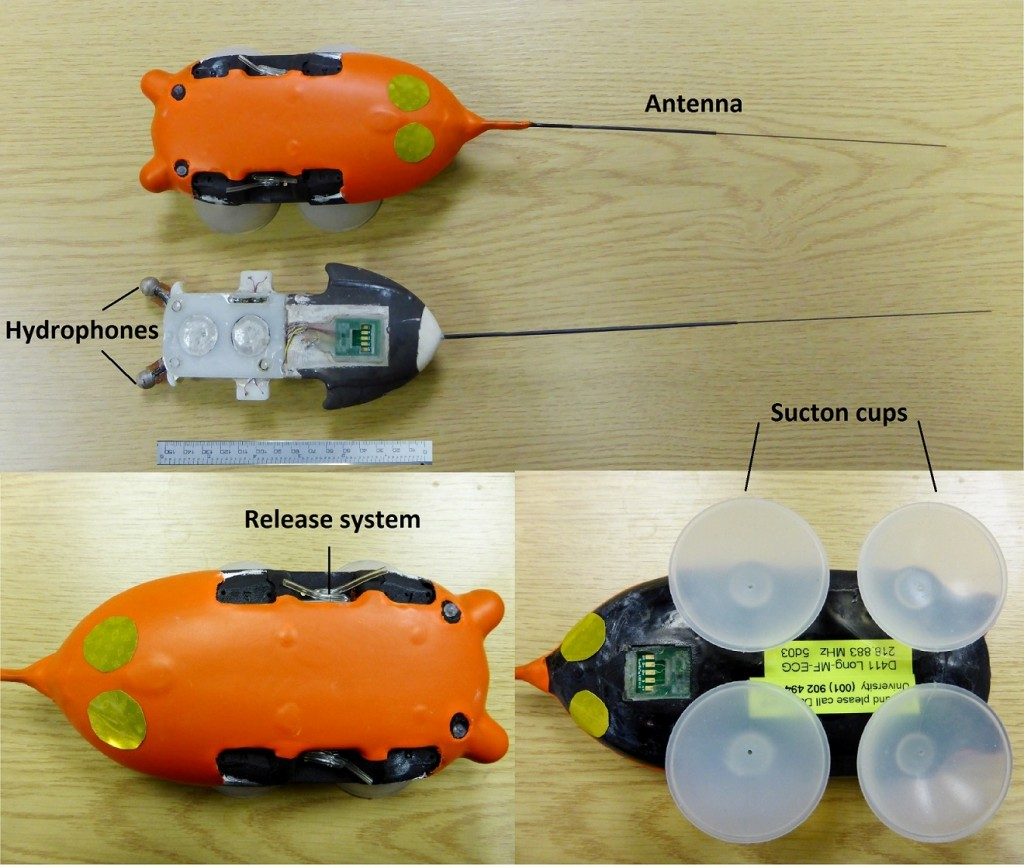 Antenna
Hydrophones
Sucton cups
Release system
please call
University (001) 902 494
D411 Long-MF-ECG
218 883 MHz 5d03